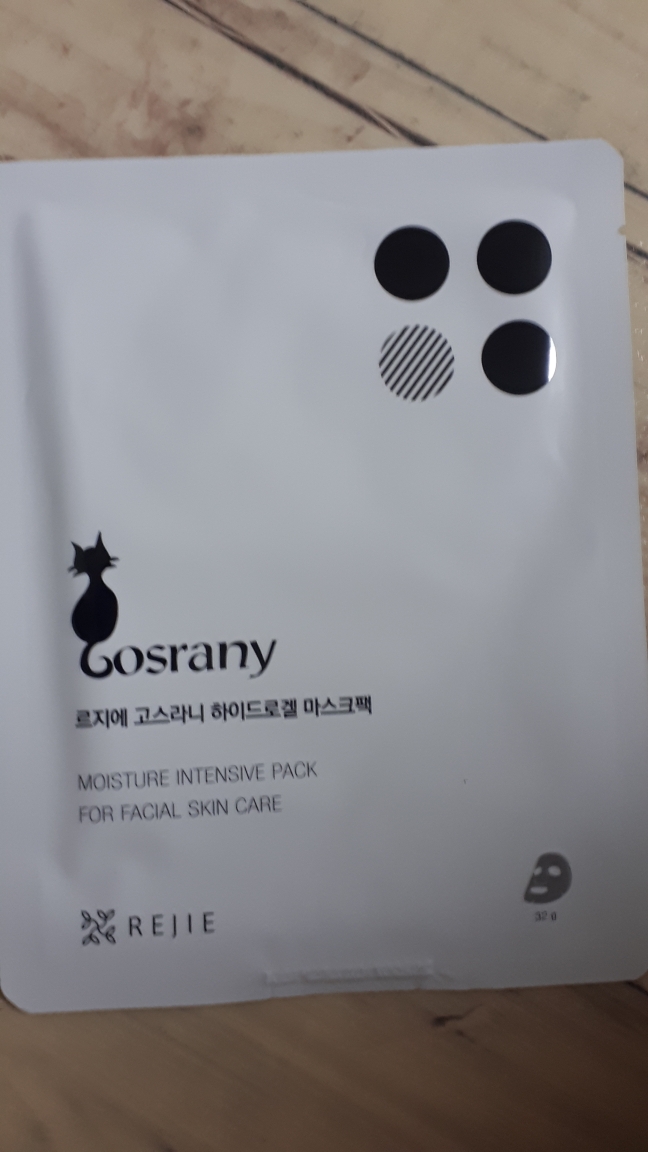 Gosrany
르지에 고스라니 하이드로겔 마스크팩
MOISTURE INTENSIVE PACK
FOR FACIAL SKIN CARE
REJIE
32 g